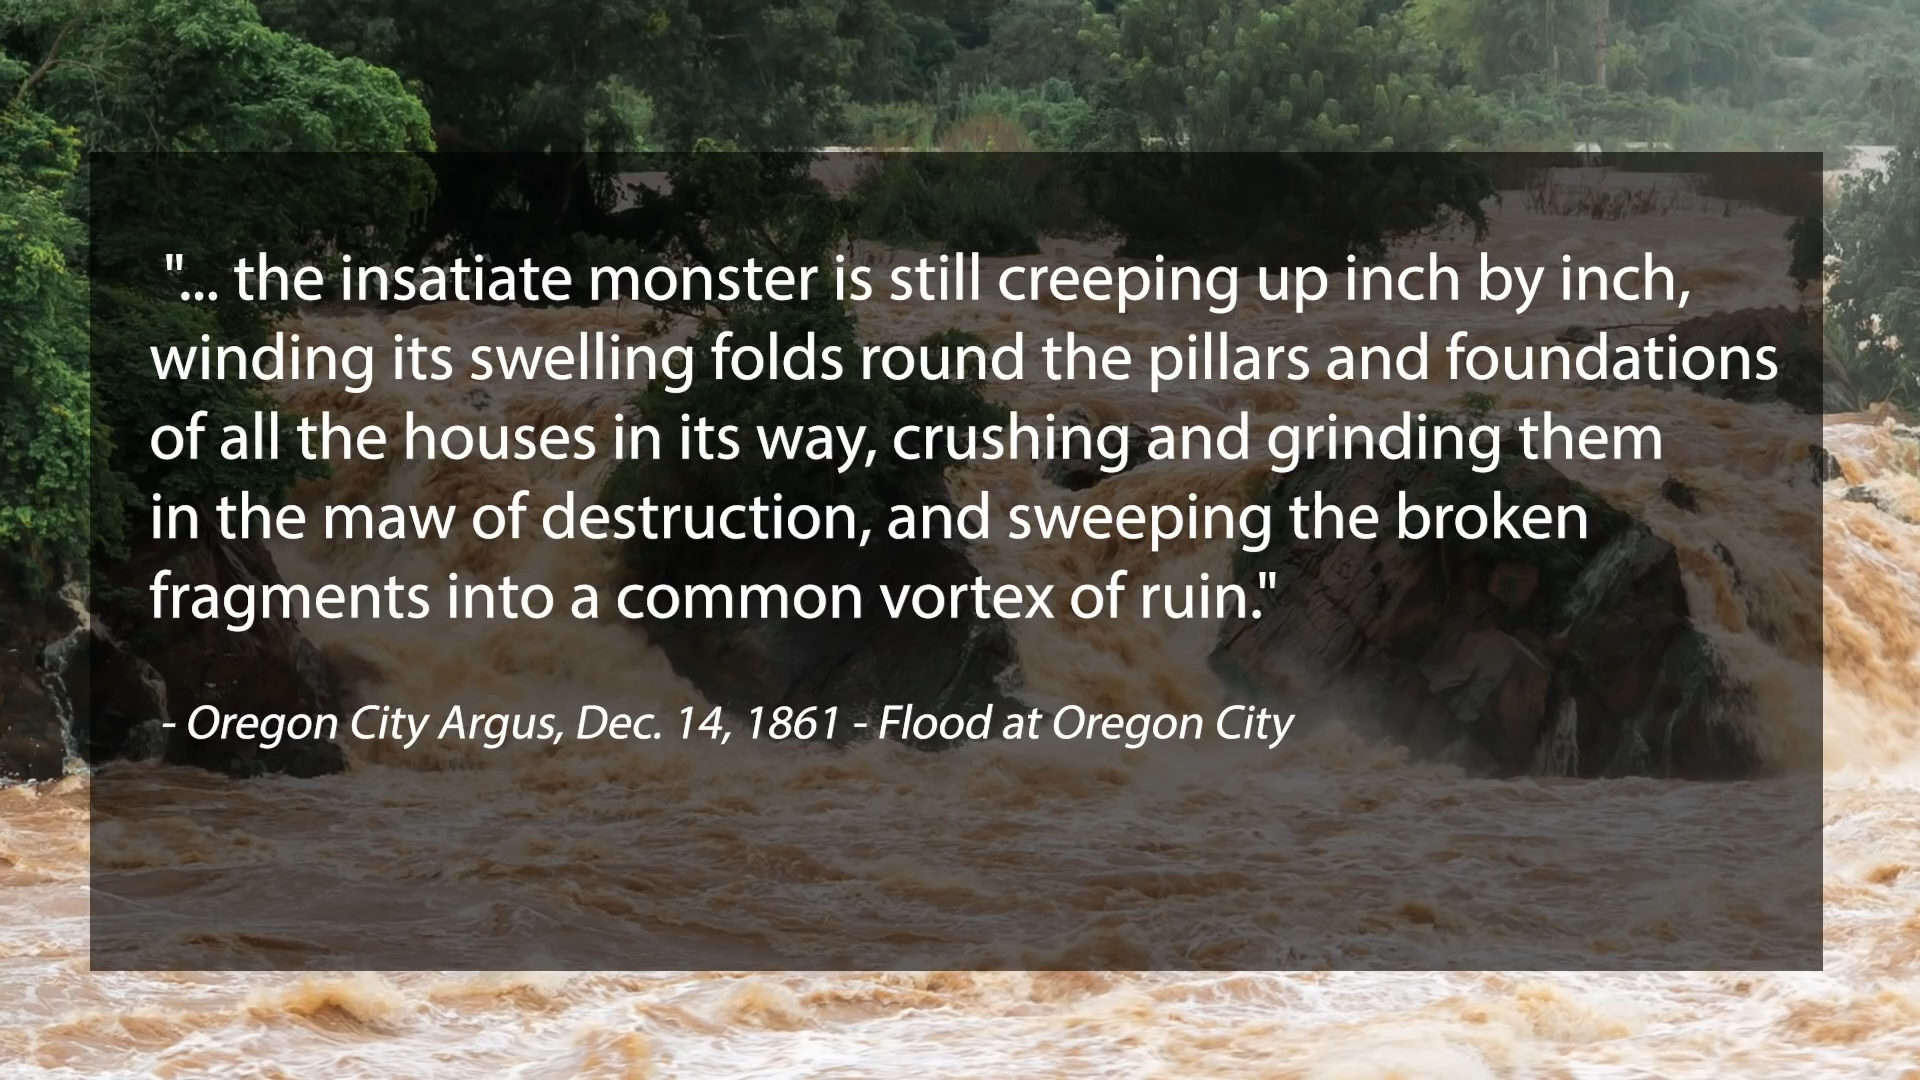 "... the insatiate monster is still creeping up inch by inch,
winding its swelling folds round the pillars and foundations
of all the houses in its way, crushing and grinding them
in the maw of destruction, and sweeping the broken
fragments into a common vortex of ruin."
- Oregon City Argus, Dec. 14, 1861 - Flood at Oregon City